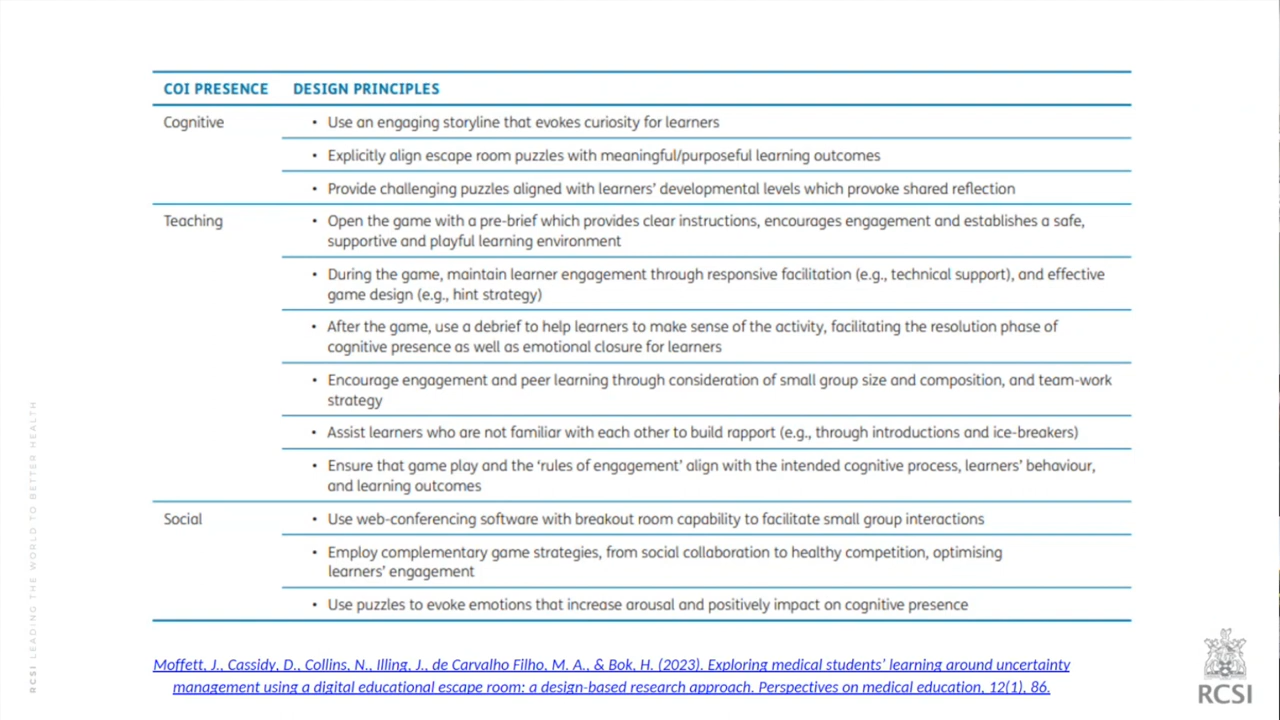 COI PRESENCE DESIGN PRINCIPLES
Cognitive • Use an engaging storyline that evokes curiosity for learners
• Explicitly align escape room puzzles with meaningful/purposeful learning outcomes
• Provide challenging puzzles aligned with learners’ developmental levels which provoke shared reflection
Teaching • Open the game with a pre-brief which provides clear instructions, encourages engagement and establishes a safe,
supportive and playful learning environment
• During the game, maintain learner engagement through responsive facilitation (e.g., technical support), and effective
game design (e.g., hint strategy)
• After the game, use a debrief to help learners to make sense of the activity, facilitating the resolution phase of
cognitive presence as well as emotional closure for learners
• Encourage engagement and peer learning through consideration of small group size and composition, and team-work
strategy
• Assist learners who are not familiar with each other to build rapport (e.g., through introductions and ice-breakers)
• Ensure that game play and the ‘rules of engagement’ align with the intended cognitive process, learners’ behaviour,
and learning outcomes
Social • Use web-conferencing software with breakout room capability to facilitate small group interactions
• Employ complementary game strategies, from social collaboration to healthy competition, optimising
learners’ engagement
• Use puzzles to evoke emotions that increase arousal and positively impact on cognitive presence
Moffett, J., Cassidy, D., Collins, N., Illing, J., de Carvalho Filho, M. A., & Bok, H. (2023). Exploring medical students’ learning around uncertainty
management using a digital educational escape room: a design-based research approach. Perspectives on medical education, 12(1), 86.
RCSI LEADING THE WORLD TO BETTER HEALTH
RCSI